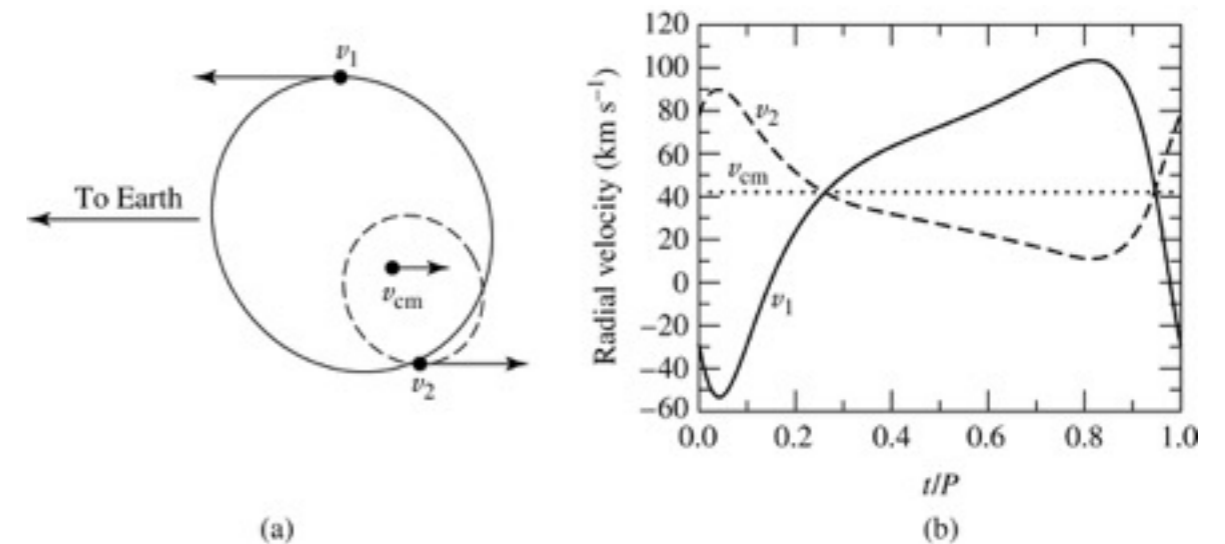 v1
To Earth
vcm
v2
(a)
Radial velocity (km s−1)
120
100
80
60
40
20
0
−20
−40
−60
v2
vcm
v1
0.0 0.2 0.4 0.6 0.8 1.0
t/P
(b)